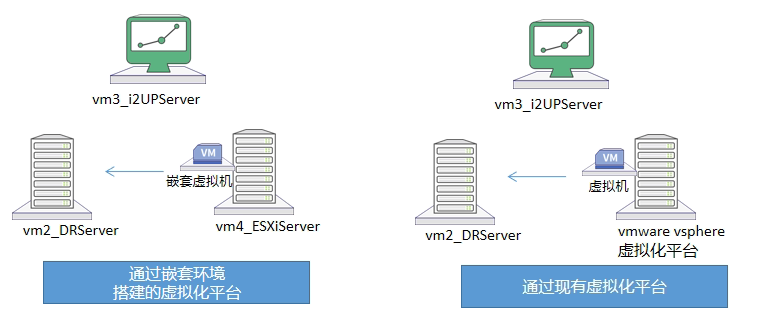 vm3_i2UPServer
VM
嵌套虚拟机
vm2_DRServer
vm4_ESXiServer
通过嵌套环境
搭建的虚拟化平台
vm3_i2UPServer
VM
虚拟机
vm2_DRServer
vmware vsphere
虚拟化平台
通过现有虚拟化平台